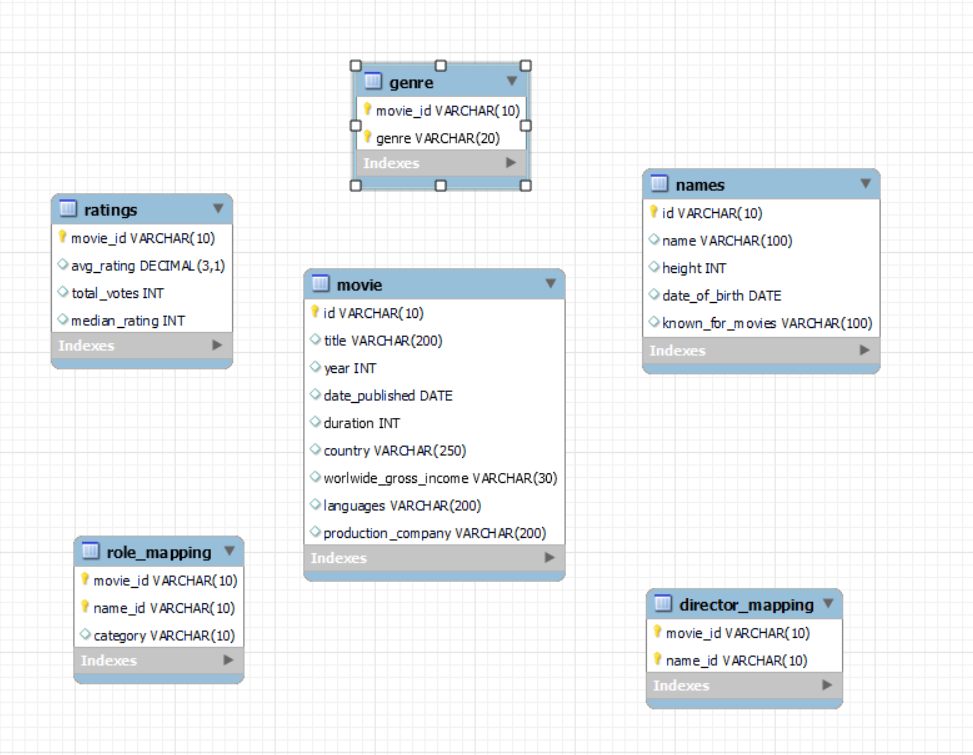 genre
movie_id VARCHAR(10)
genre VARCHAR(20)
Indexes
ratings
movie_id VARCHAR(10)
avg_rating DECIMAL(3,1)
total_votes INT
median_rating INT
Indexes
names
id VARCHAR(10)
name VARCHAR(100)
height INT
date_of_birth DATE
known_for_movies VARCHAR(100)
Indexes
movie
id VARCHAR(10)
title VARCHAR(200)
year INT
date_published DATE
duration INT
country VARCHAR(250)
worlwide_gross_income VARCHAR(30)
languages VARCHAR(200)
production_company VARCHAR(200)
Indexes
role_mapping
movie_id VARCHAR(10)
name_id VARCHAR(10)
category VARCHAR(10)
Indexes
director_mapping
movie_id VARCHAR(10)
name_id VARCHAR(10)
Indexes